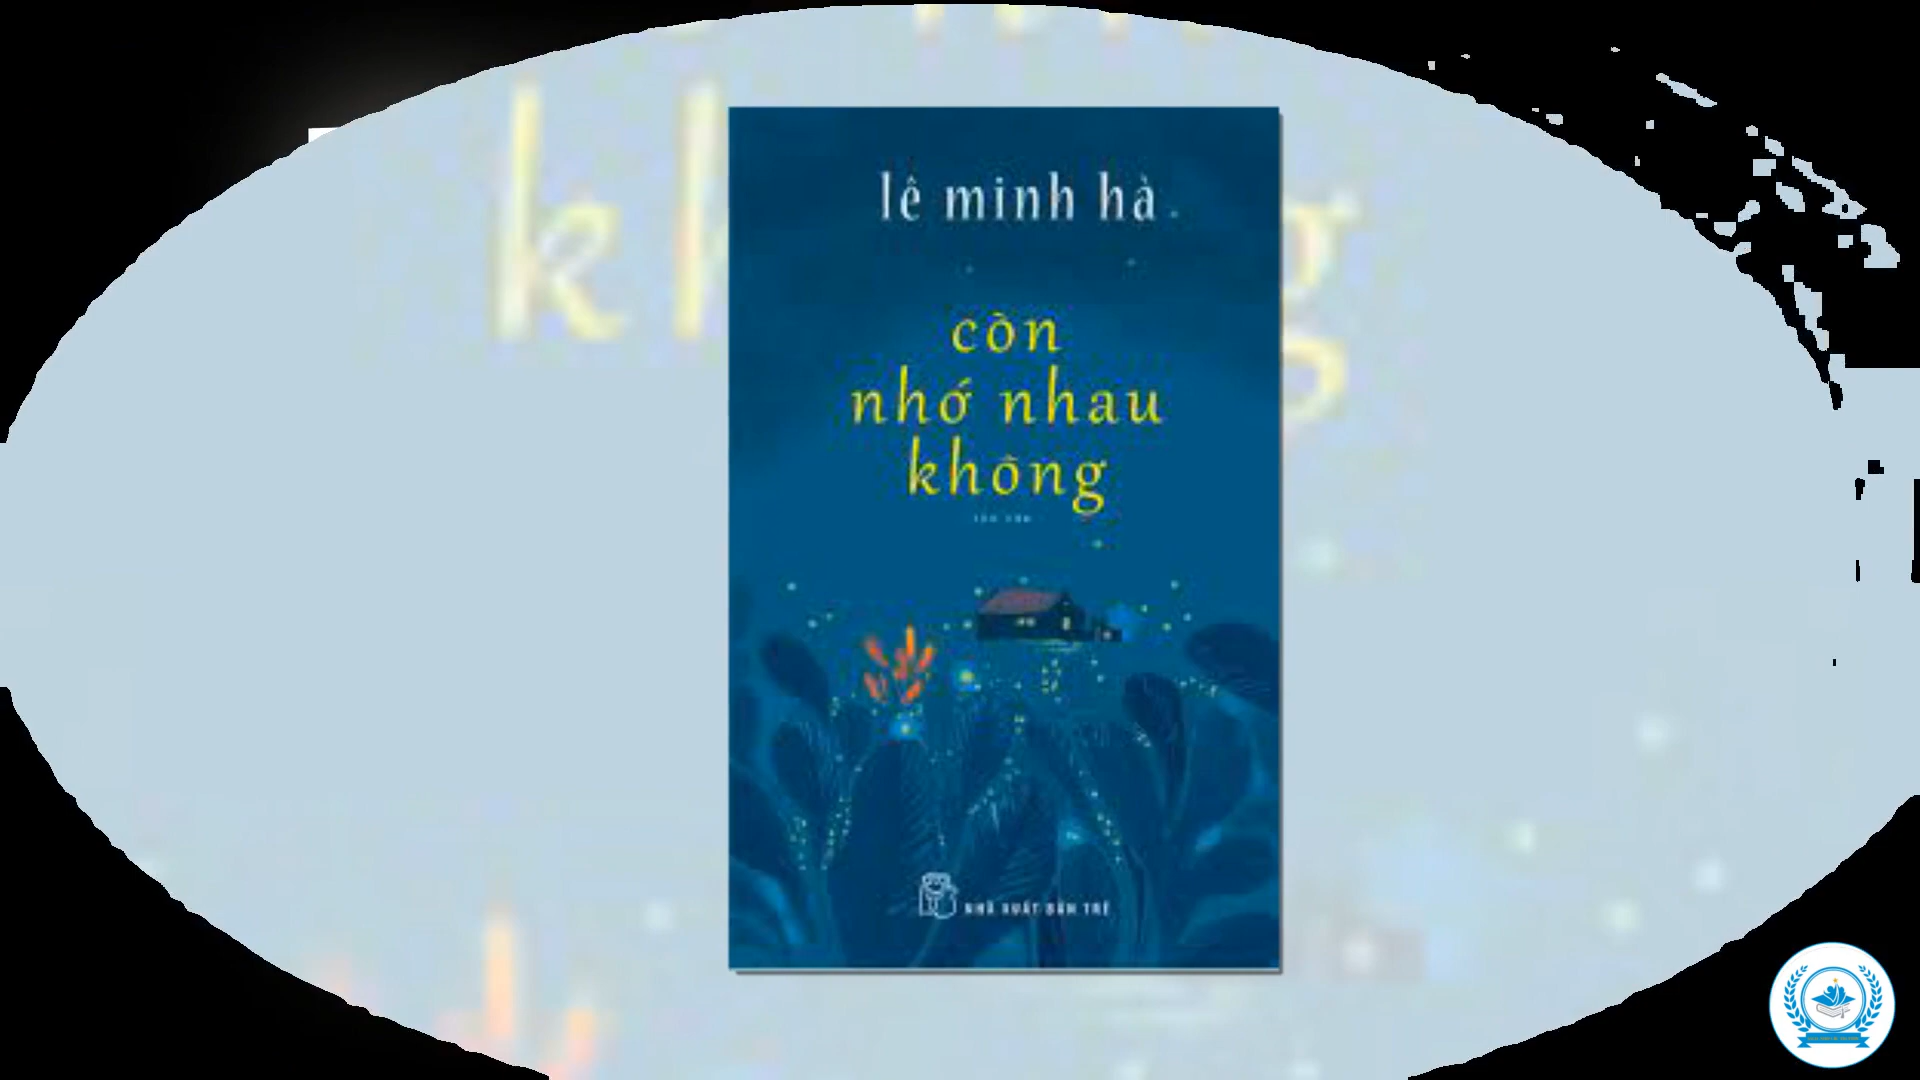 lê minh hà
còn
nhớ nhau
không
NHÀ XUẤT BẢN TRẺ